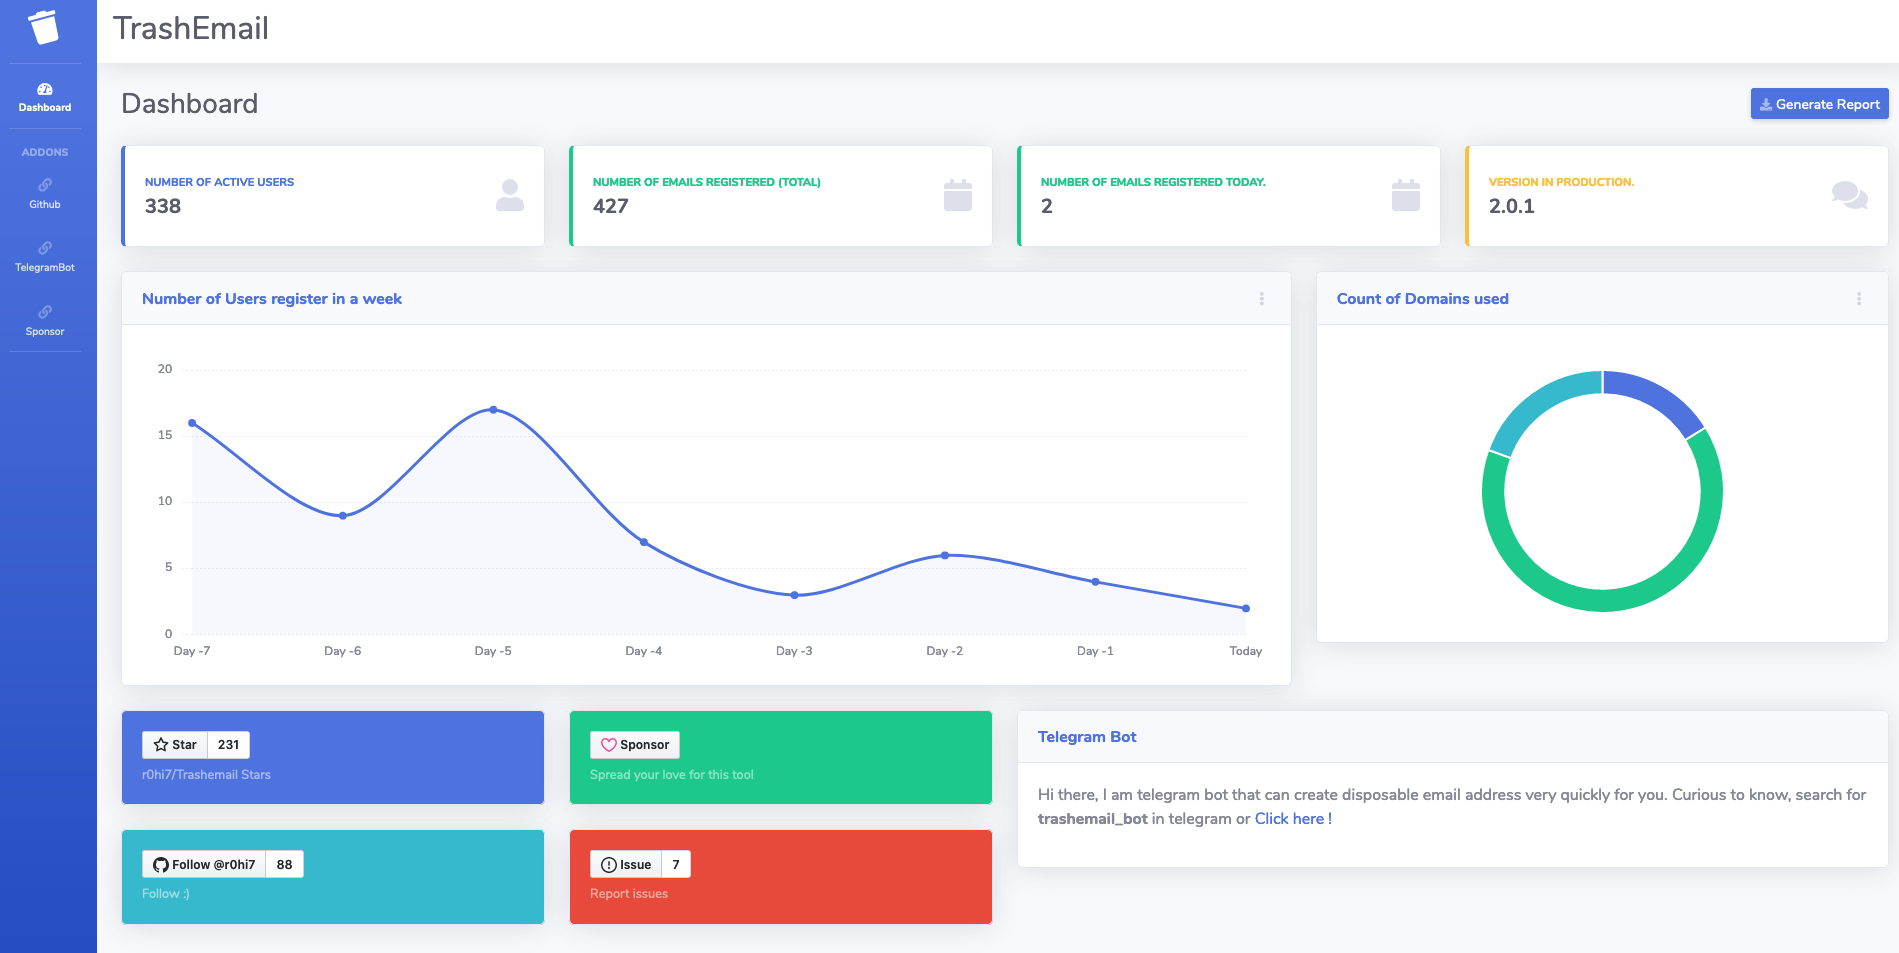 TrashEmail
Dashboard
ADDONS
Github
TelegramBot
Sponsor
Dashboard
Generate Report
NUMBER OF ACTIVE USERS
338
NUMBER OF EMAILS REGISTERED (TOTAL)
427
NUMBER OF EMAILS REGISTERED TODAY.
2
VERSION IN PRODUCTION.
2.0.1
Number of Users register in a week
20
15
10
5
0
Day -7 Day -6 Day -5 Day -4 Day -3 Day -2 Day -1 Today
Count of Domains used
Star 231
r0hi7/Trashemail Stars
Sponsor
Spread your love for this tool
Follow @r0hi7 88
Follow :)
Issue 7
Report issues
Telegram Bot
Hi there, I am telegram bot that can create disposable email address very quickly for you. Curious to know, search for
trashemail_bot in telegram or Click here !